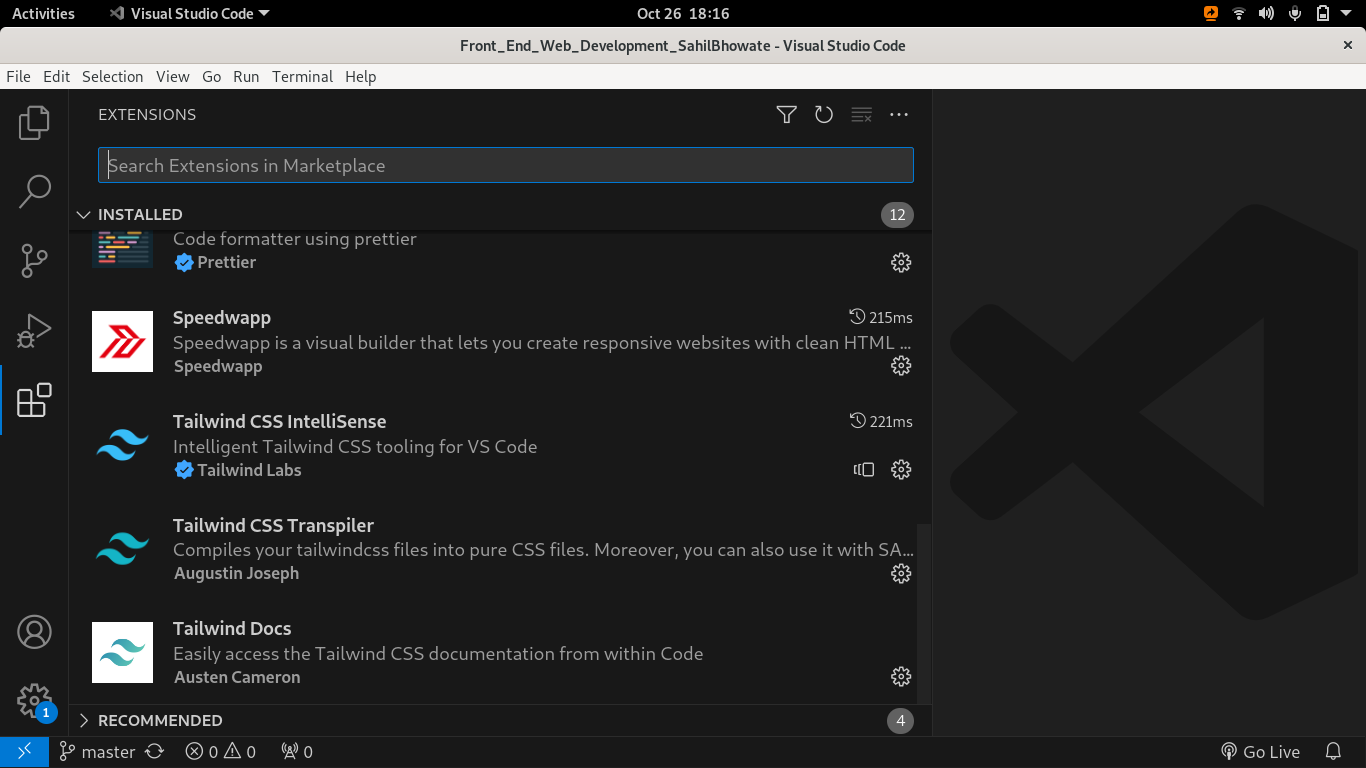 Activities Visual Studio Code Oct 26 18:16
Front_End_Web_Development_SahilBhowate - Visual Studio Code
File Edit Selection View Go Run Terminal Help
EXTENSIONS
Search Extensions in Marketplace
INSTALLED 12
Code formatter using prettier
Prettier
Speedwapp 215ms
Speedwapp is a visual builder that lets you create responsive websites with clean HTML ...
Speedwapp
Tailwind CSS IntelliSense 221ms
Intelligent Tailwind CSS tooling for VS Code
Tailwind Labs
Tailwind CSS Transpiler
Compiles your tailwindcss files into pure CSS files. Moreover, you can also use it with SA...
Augustin Joseph
Tailwind Docs
Easily access the Tailwind CSS documentation from within Code
Austen Cameron
1
RECOMMENDED 4
master 0 0 0 Go Live